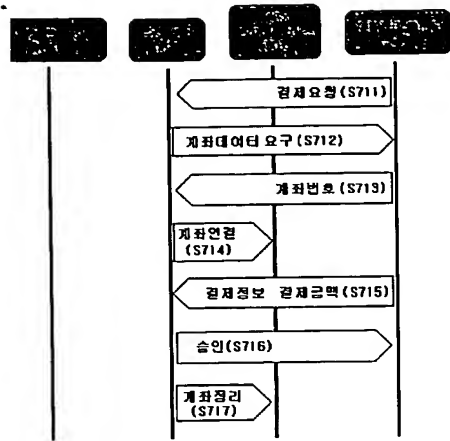 결제요청(S711)
계좌데이터 요구(S712)
계좌번호(S713)
계좌연결
(S714)
결제정보 결제금액(S715)
승인(S716)
계좌정리
(S717)